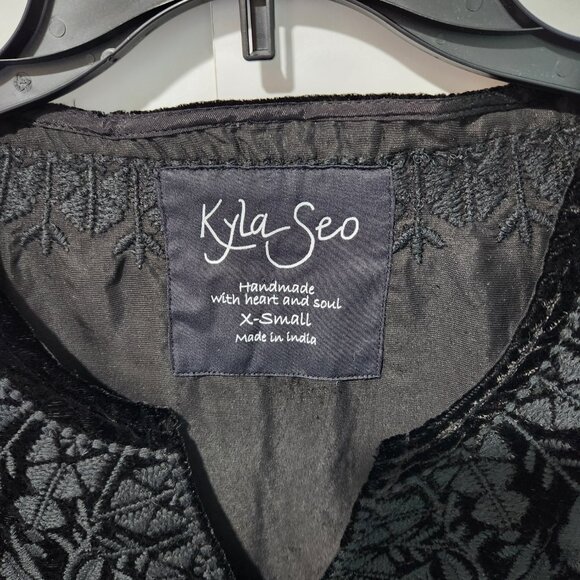 Kyla Seo
Handmade
with heart and soul
X-Small
Made in India